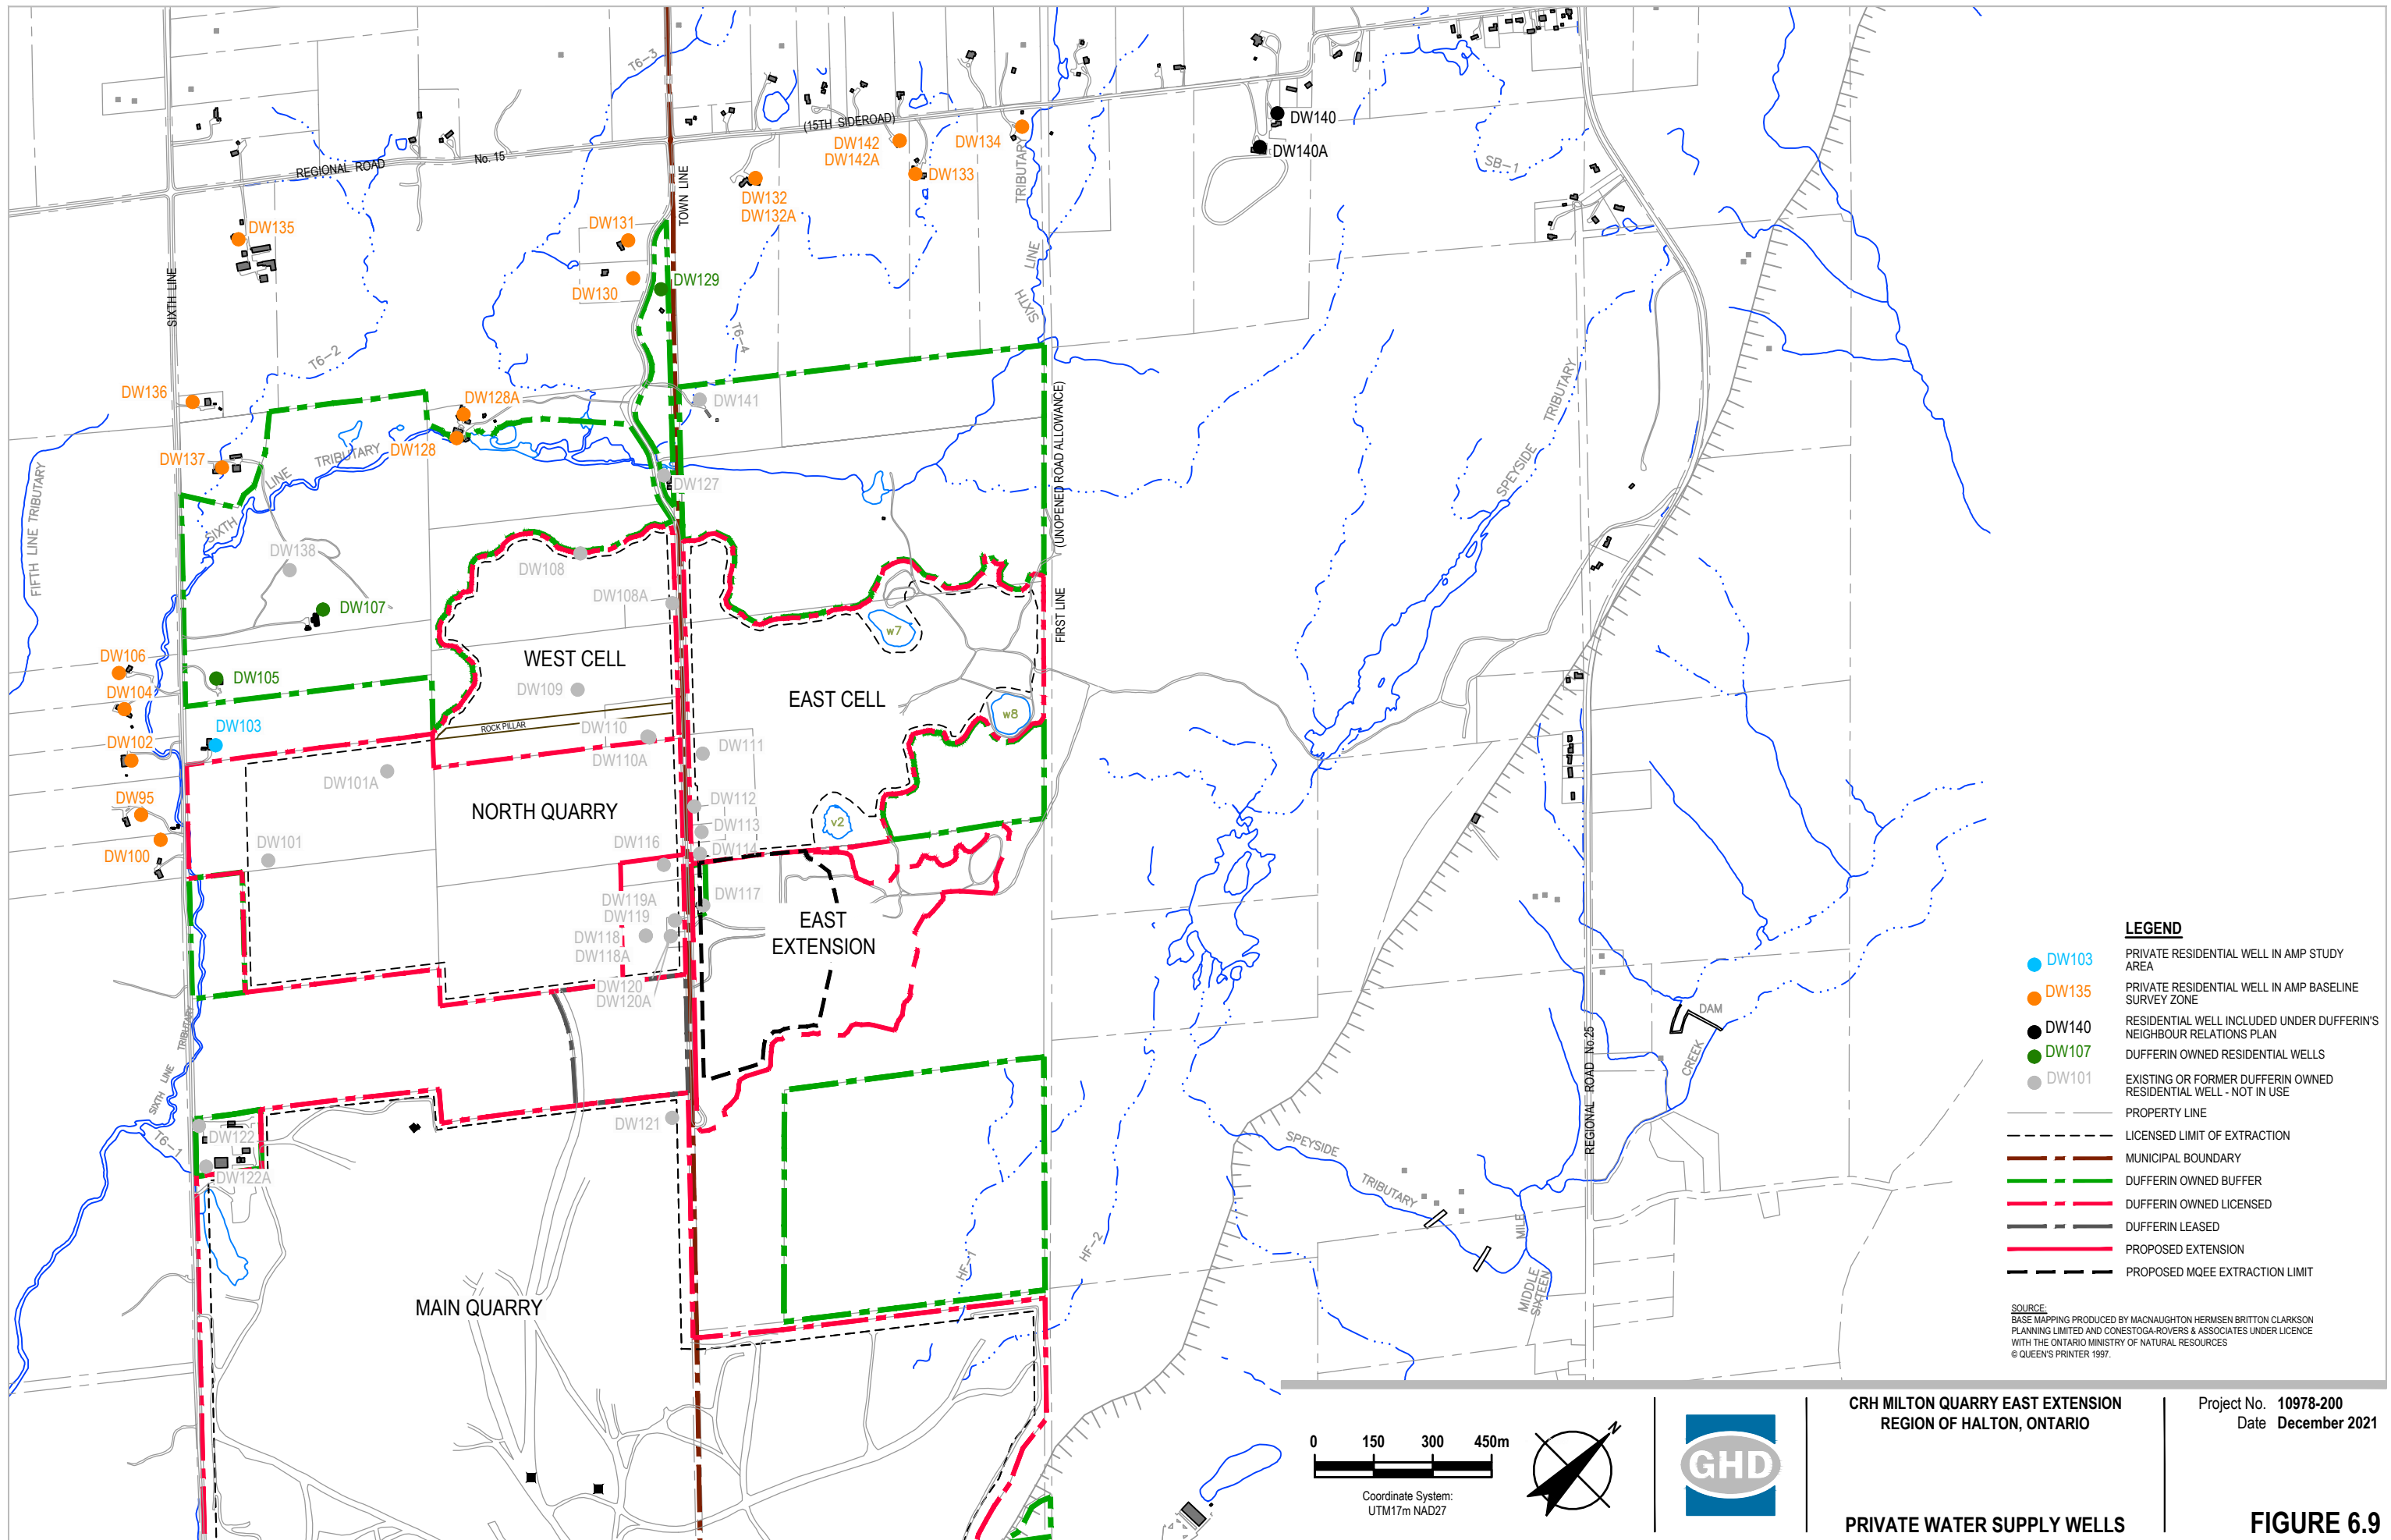 T6-3
(15TH SIDEROAD)
REGIONAL ROAD
No. 15
DW142
DW142A
DW134
DW133
DW140
DW140A
SB-1
TRIBUTARY
LINE
SIXTH
TOWN LINE
DW132
DW132A
DW131
DW130
DW129
DW135
SIXTH LINE
T6-2
T6-4
DW136
DW128A
DW128
DW141
DW137
SIXTH
LINE
TRIBUTARY
DW127
FIFTH LINE TRIBUTARY
(UNOPENED ROAD ALLOWANCE)
FIRST LINE
SPEYSIDE
TRIBUTARY
DW138
DW108
DW107
DW108A
w7
DW106
WEST CELL
DW105
DW109
EAST CELL
DW104
w8
DW103
ROCK PILLAR
DW110
DW102
DW111
DW110A
DW101A
DW95
NORTH QUARRY
DW112
DW113
v2
DW100
DW101
DW116
DW114
DW117
DW119A
DW119
EAST
EXTENSION
DW118
DW118A
DW120
DW120A
SIXTH LINE
TRIBUTARY
DW121
T6-1
DW122
DW122A
MAIN QUARRY
HF-1
HF-2
SPEYSIDE
TRIBUTARY
REGIONAL ROAD No.25
DAM
CREEK
MILE
MIDDLE
SIXTEEN
LEGEND
DW103
PRIVATE RESIDENTIAL WELL IN AMP STUDY
AREA
DW135
PRIVATE RESIDENTIAL WELL IN AMP BASELINE
SURVEY ZONE
DW140
RESIDENTIAL WELL INCLUDED UNDER DUFFERIN'S
NEIGHBOUR RELATIONS PLAN
DW107
DUFFERIN OWNED RESIDENTIAL WELLS
DW101
EXISTING OR FORMER DUFFERIN OWNED
RESIDENTIAL WELL - NOT IN USE
PROPERTY LINE
LICENSED LIMIT OF EXTRACTION
MUNICIPAL BOUNDARY
DUFFERIN OWNED BUFFER
DUFFERIN OWNED LICENSED
DUFFERIN LEASED
PROPOSED EXTENSION
PROPOSED MQEE EXTRACTION LIMIT
SOURCE:
BASE MAPPING PRODUCED BY MACNAUGHTON HERMSEN BRITTON CLARKSON
PLANNING LIMITED AND CONESTOGA-ROVERS & ASSOCIATES UNDER LICENCE
WITH THE ONTARIO MINISTRY OF NATURAL RESOURCES
© QUEEN'S PRINTER 1997.
0 150 300 450m
Coordinate System:
UTM17m NAD27
N
GHD
CRH MILTON QUARRY EAST EXTENSION
REGION OF HALTON, ONTARIO
PRIVATE WATER SUPPLY WELLS
Project No. 10978-200
Date December 2021
FIGURE 6.9